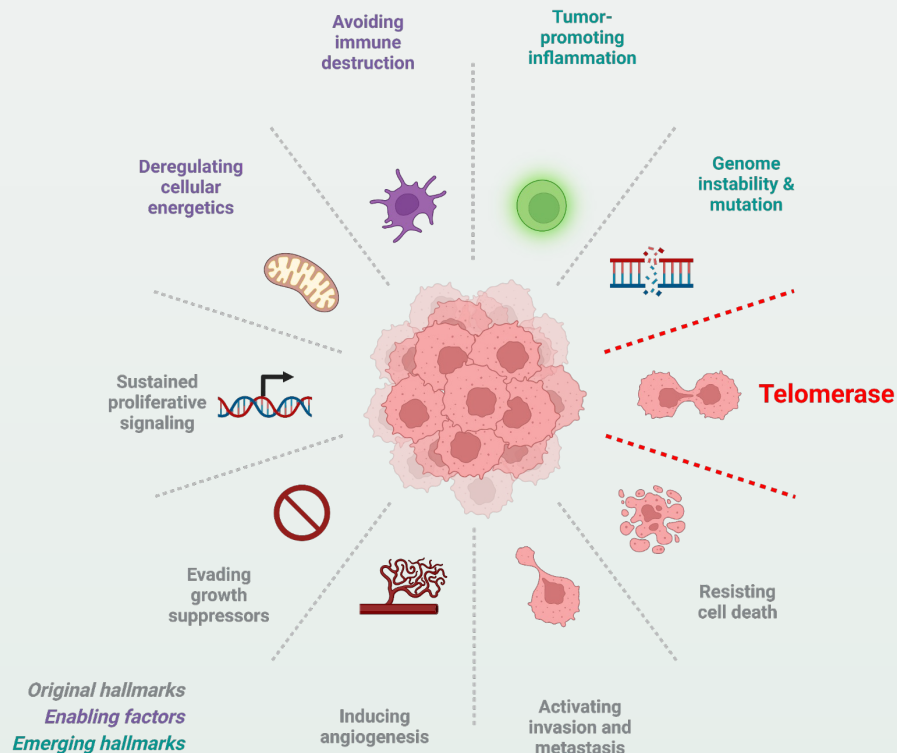 Avoiding
immune
destruction
Tumor-
promoting
inflammation
Deregulating
cellular
energetics
Genome
instability &
mutation
Sustained
proliferative
signaling
Telomerase
Evading
growth
suppressors
Resisting
cell death
Inducing
angiogenesis
Activating
invasion and
metastasis
Original hallmarks
Enabling factors
Emerging hallmarks